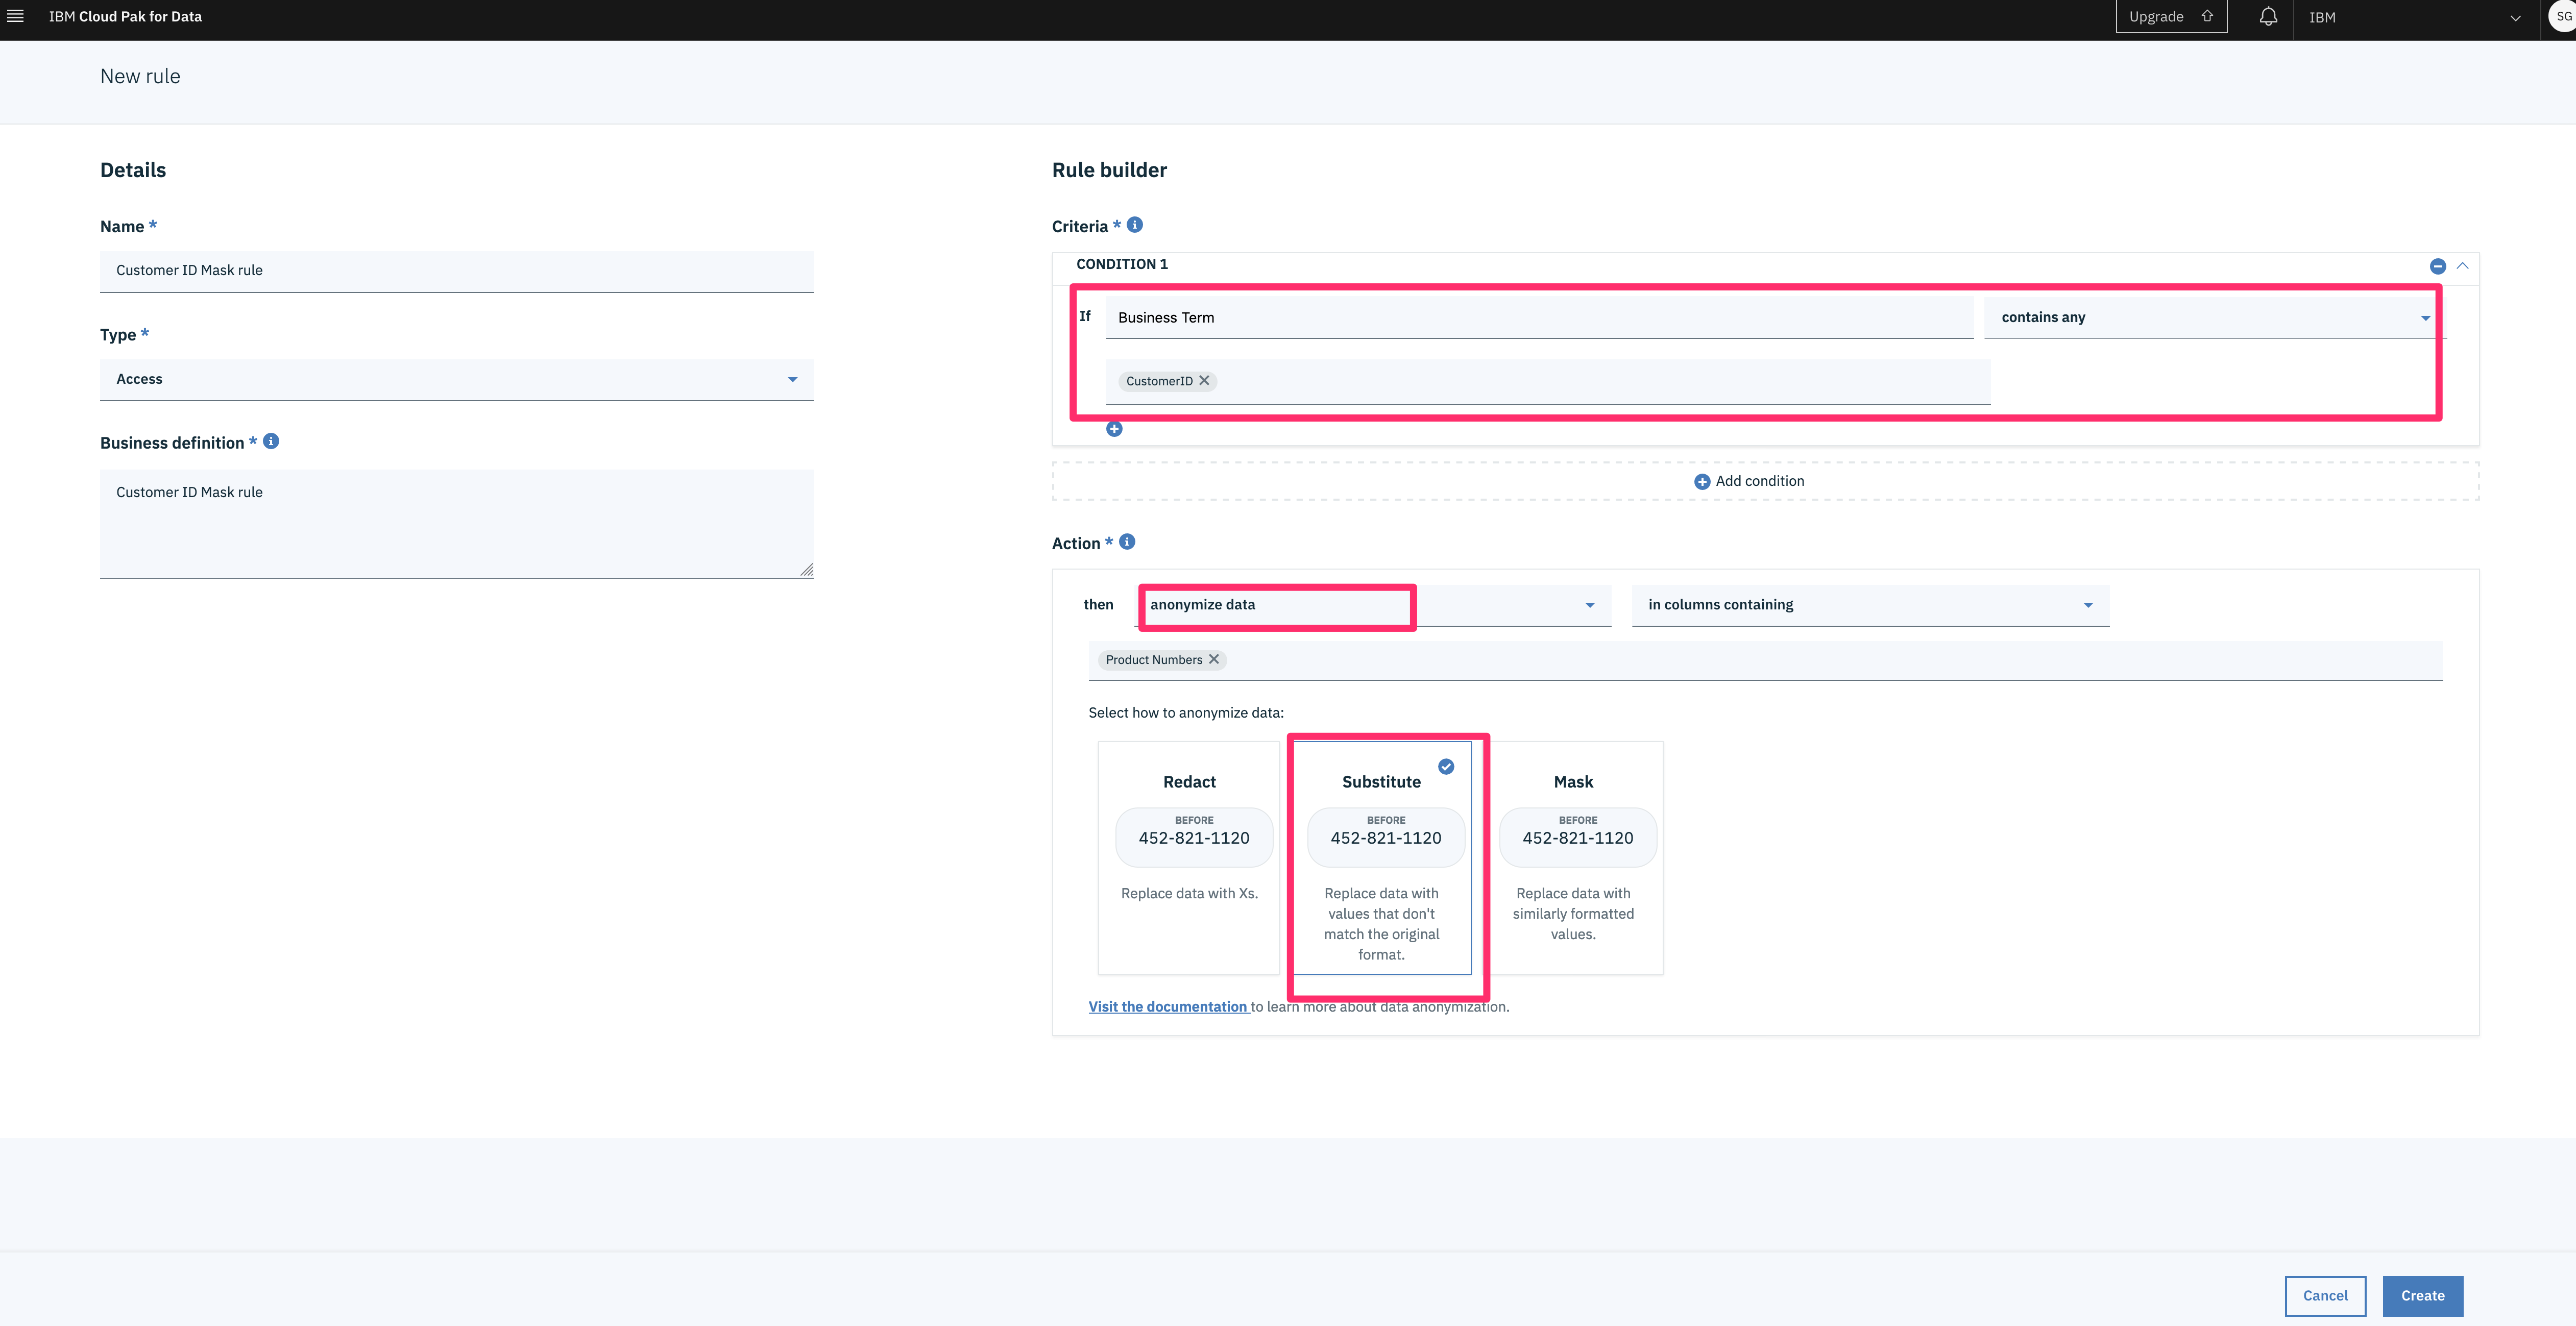 IBM Cloud Pak for Data
Upgrade
IBM
SG
New rule
Details
Name *
Customer ID Mask rule
Type *
Access
Business definition *
Customer ID Mask rule
Rule builder
Criteria *
CONDITION 1
If
Business Term
contains any
CustomerID
Add condition
Action *
then
anonymize data
in columns containing
Product Numbers
Select how to anonymize data:
Redact
BEFORE
452-821-1120
Replace data with Xs.
Substitute
BEFORE
452-821-1120
Replace data with
values that don't
match the original
format.
Mask
BEFORE
452-821-1120
Replace data with
similarly formatted
values.
Visit the documentation to learn more about data anonymization.
Cancel
Create